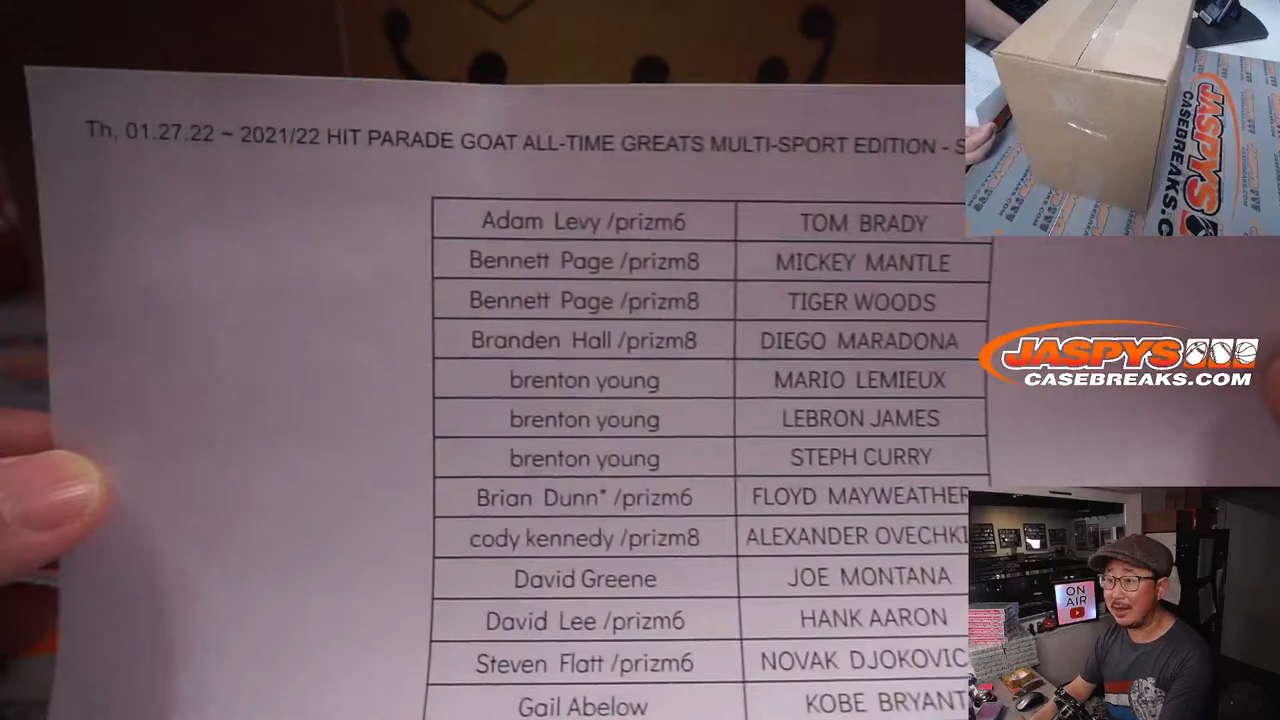 Th, 01.27.22 ~ 2021/22 HIT PARADE GOAT ALL-TIME GREATS MULTI-SPORT EDITION - S
Adam Levy /prizm6 TOM BRADY
Bennett Page /prizm8 MICKEY MANTLE
Bennett Page /prizm8 TIGER WOODS
Branden Hall /prizm8 DIEGO MARADONA
brenton young MARIO LEMIEUX
brenton young LEBRON JAMES
brenton young STEPH CURRY
Brian Dunn* /prizm6 FLOYD MAYWEATHER
cody kennedy /prizm8 ALEXANDER OVECHKI
David Greene JOE MONTANA
David Lee /prizm6 HANK AARON
Steven Flatt /prizm6 NOVAK DJOKOVIC
Gail Abelow KOBE BRYANT
JASPYS
CASEBREAKS.C
JASPYS
CASEBREAKS.COM
ON
AIR